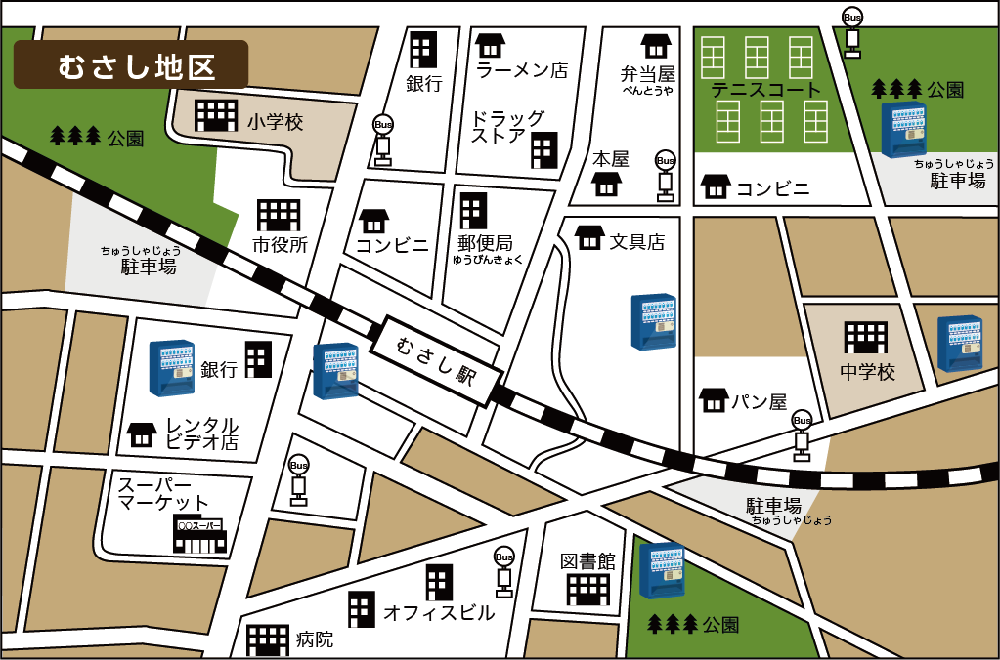 むさし地区
Bus
銀行
ラーメン店
弁当屋
べんとうや
テニスコート
公園
小学校
公園
Bus
ドラッグ
ストア
本屋
Bus
コンビニ
ちゅうしゃじょう
駐車場
市役所
コンビニ
郵便局
ゆうびんきょく
文具店
ちゅうしゃじょう
駐車場
むさし駅
銀行
中学校
レンタル
ビデオ店
パン屋
Bus
スーパー
マーケット
〇〇スーパー
Bus
駐車場
ちゅうしゃじょう
Bus
図書館
オフィスビル
病院
公園